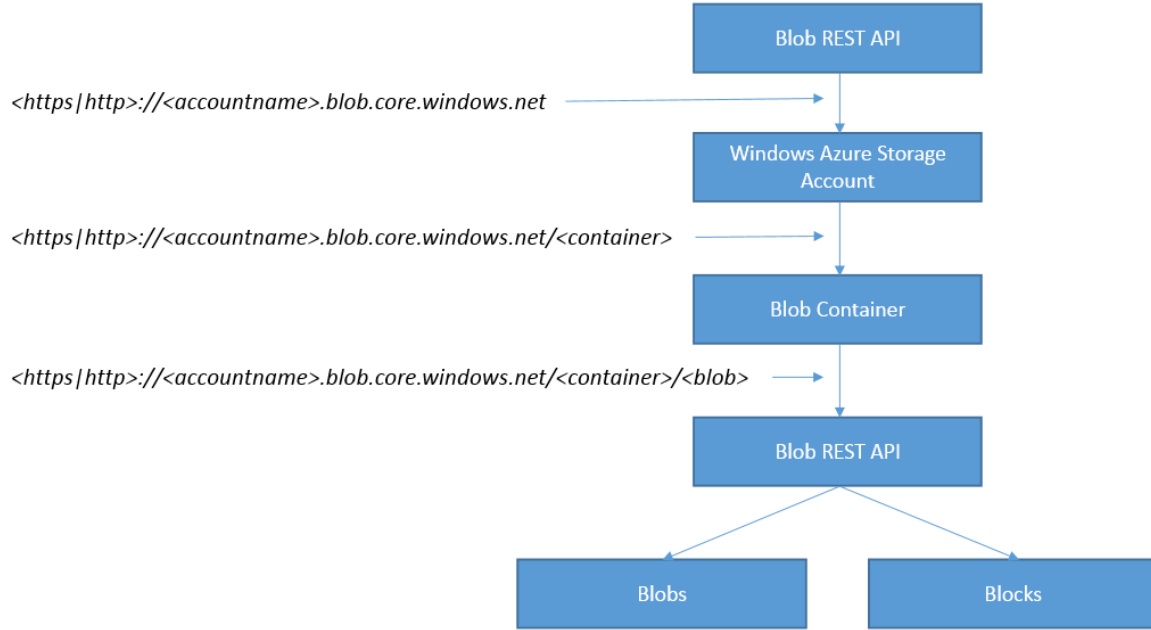 Blob REST API
<https|http>://<accountname>.blob.core.windows.net
Windows Azure Storage
Account
<https|http>://<accountname>.blob.core.windows.net/<container>
Blob Container
<https|http>://<accountname>.blob.core.windows.net/<container>/<blob>
Blob REST API
Blobs
Blocks